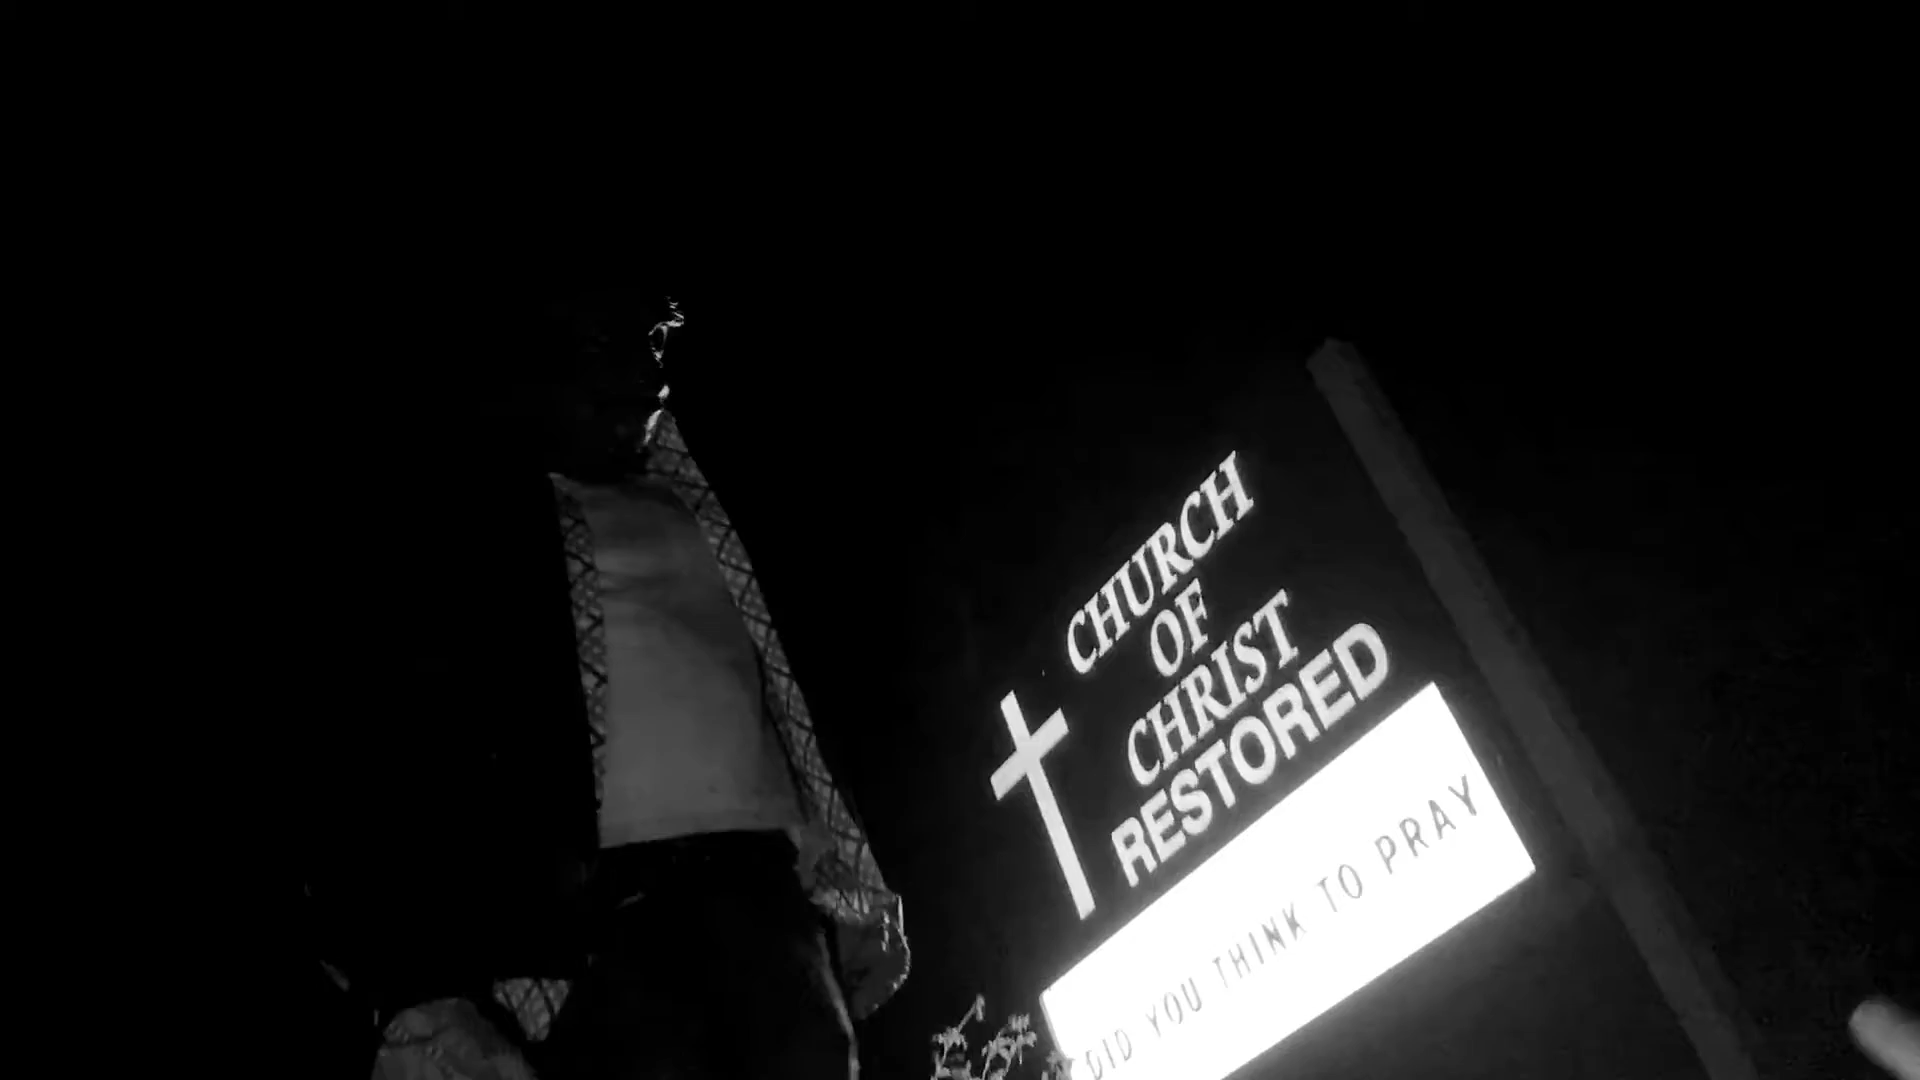 CHURCH
OF
CHRIST
RESTORED
DID YOU THINK TO PRAY